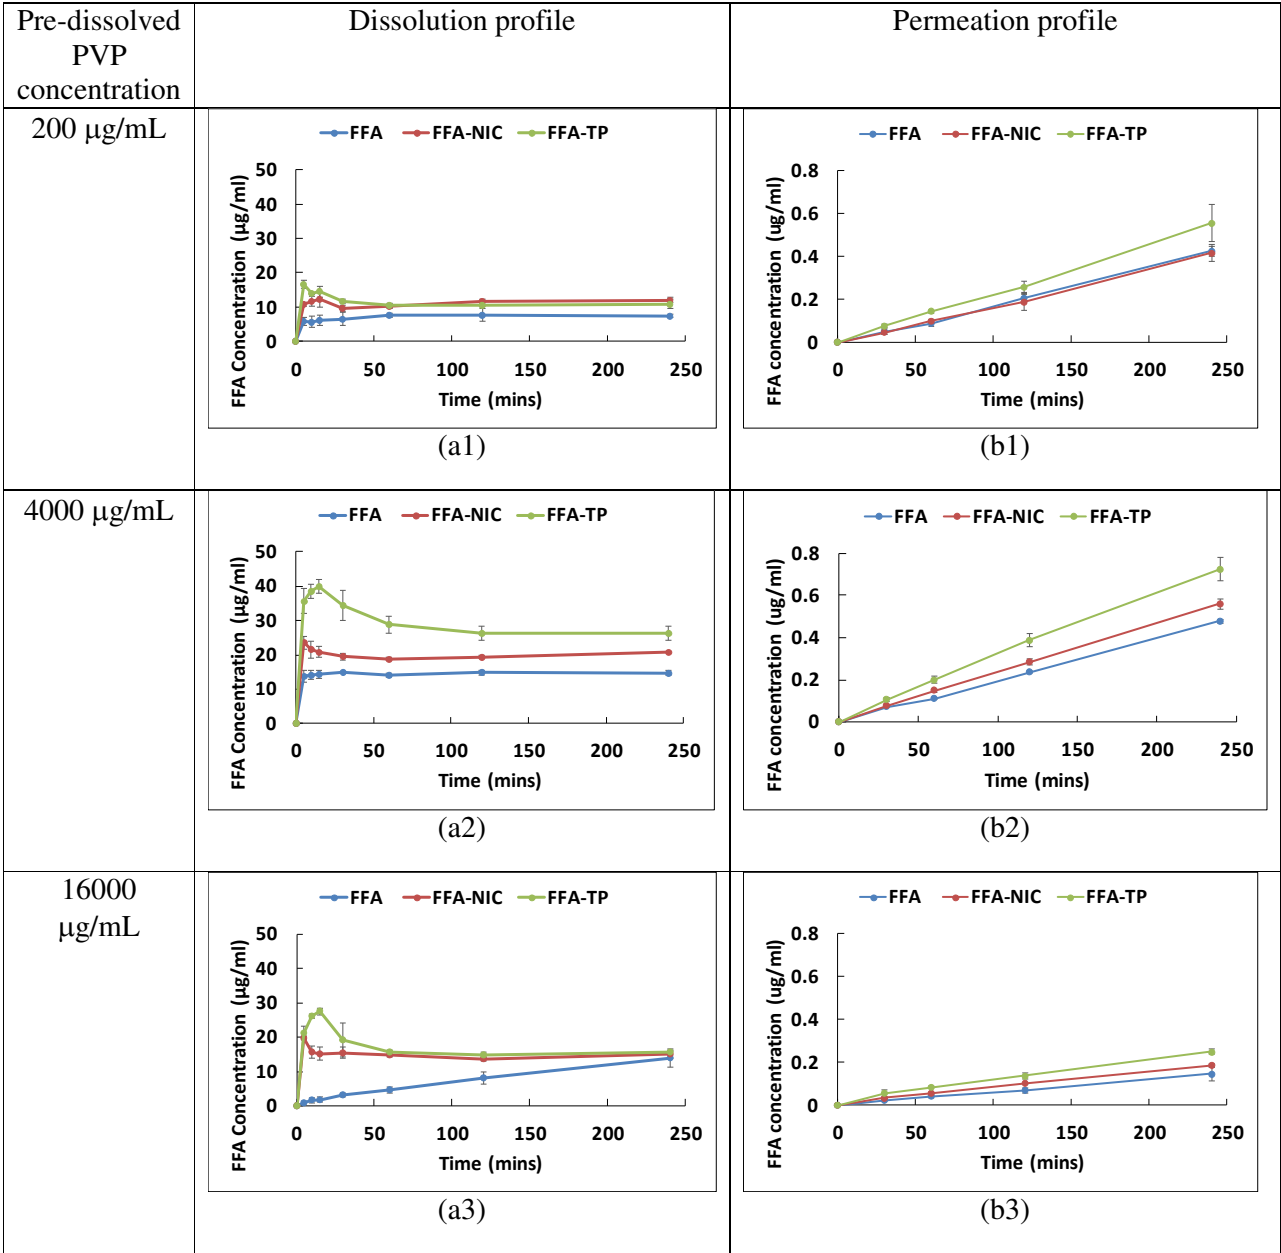 Pre-dissolved
PVP
concentration
Dissolution profile
Permeation profile
200 µg/mL
FFA FFA-NIC FFA-TP
FFA Concentration (µg/ml)
50
40
30
20
10
0
0 50 100 150 200 250
Time (mins)
(a1)
FFA FFA-NIC FFA-TP
FFA concentration (ug/ml)
0.8
0.6
0.4
0.2
0
0 50 100 150 200 250
Time (mins)
(b1)
4000 µg/mL
FFA FFA-NIC FFA-TP
FFA Concentration (µg/ml)
50
40
30
20
10
0
0 50 100 150 200 250
Time (mins)
(a2)
FFA FFA-NIC FFA-TP
FFA concentration (ug/ml)
0.8
0.6
0.4
0.2
0
0 50 100 150 200 250
Time (mins)
(b2)
16000
µg/mL
FFA FFA-NIC FFA-TP
FFA Concentration (µg/ml)
50
40
30
20
10
0
0 50 100 150 200 250
Time (mins)
(a3)
FFA FFA-NIC FFA-TP
FFA concentration (ug/ml)
0.8
0.6
0.4
0.2
0
0 50 100 150 200 250
Time (mins)
(b3)